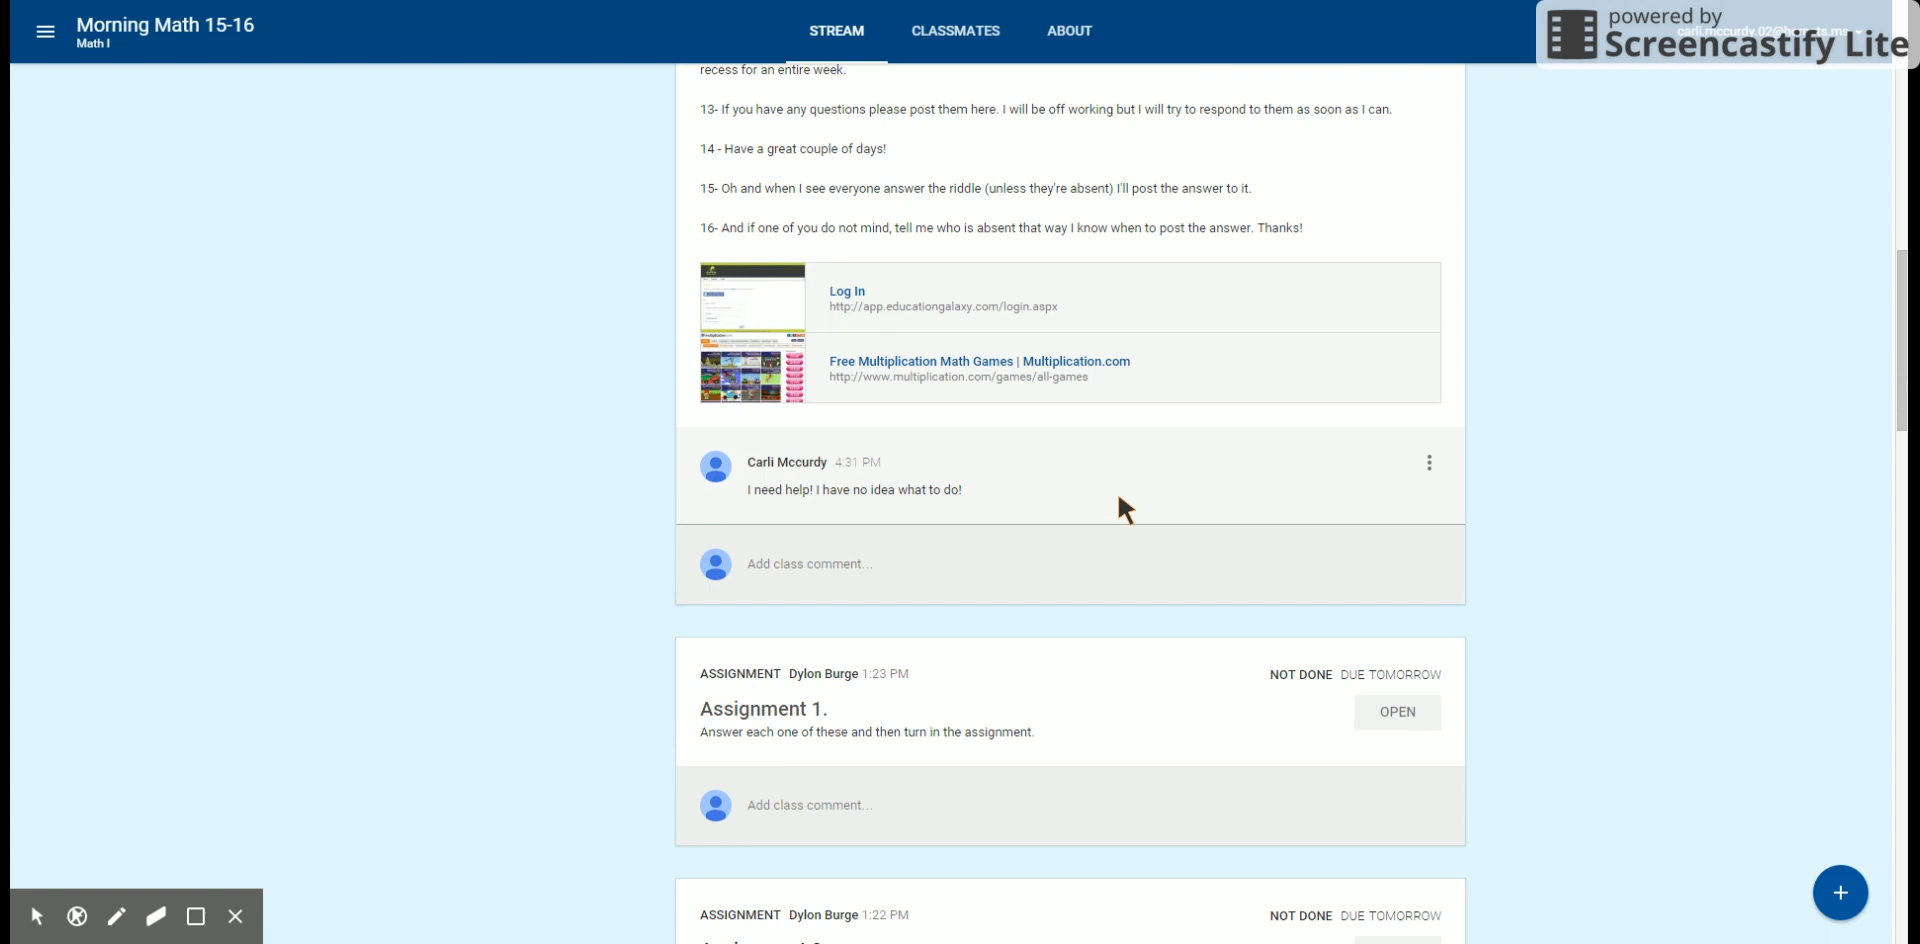 Morning Math 15-16
Math I
STREAM
CLASSMATES
ABOUT
powered by
Screencastify Lite
recess for an entire week.
13- If you have any questions please post them here. I will be off working but I will try to respond to them as soon as I can.
14 - Have a great couple of days!
15- Oh and when I see everyone answer the riddle (unless they're absent) I'll post the answer to it.
16- And if one of you do not mind, tell me who is absent that way I know when to post the answer. Thanks!
Log In
http://app.educationgalaxy.com/login.aspx
Free Multiplication Math Games | Multiplication.com
http://www.multiplication.com/games/all-games
Carli Mccurdy 4:31 PM
I need help! I have no idea what to do!
Add class comment...
ASSIGNMENT Dylon Burge 1:23 PM
NOT DONE DUE TOMORROW
Assignment 1.
OPEN
Answer each one of these and then turn in the assignment.
Add class comment...
ASSIGNMENT Dylon Burge 1:22 PM
NOT DONE DUE TOMORROW